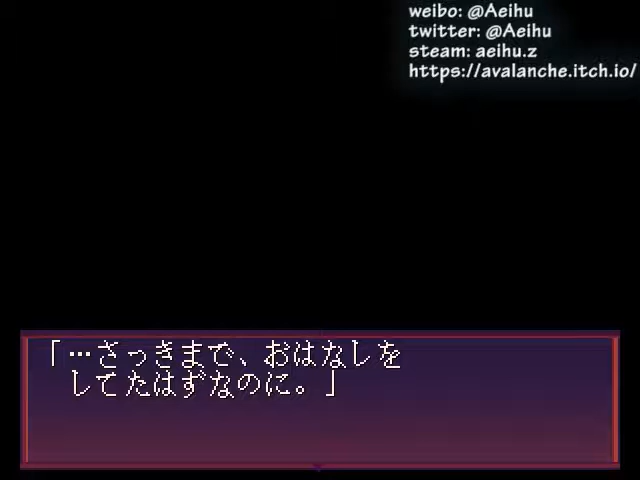 weibo: @Aeihu
twitter: @Aeihu
steam: aeihu.z
https://avalanche.itch.io/
「…さっきまで、おはなしを
してたはずなのに。」